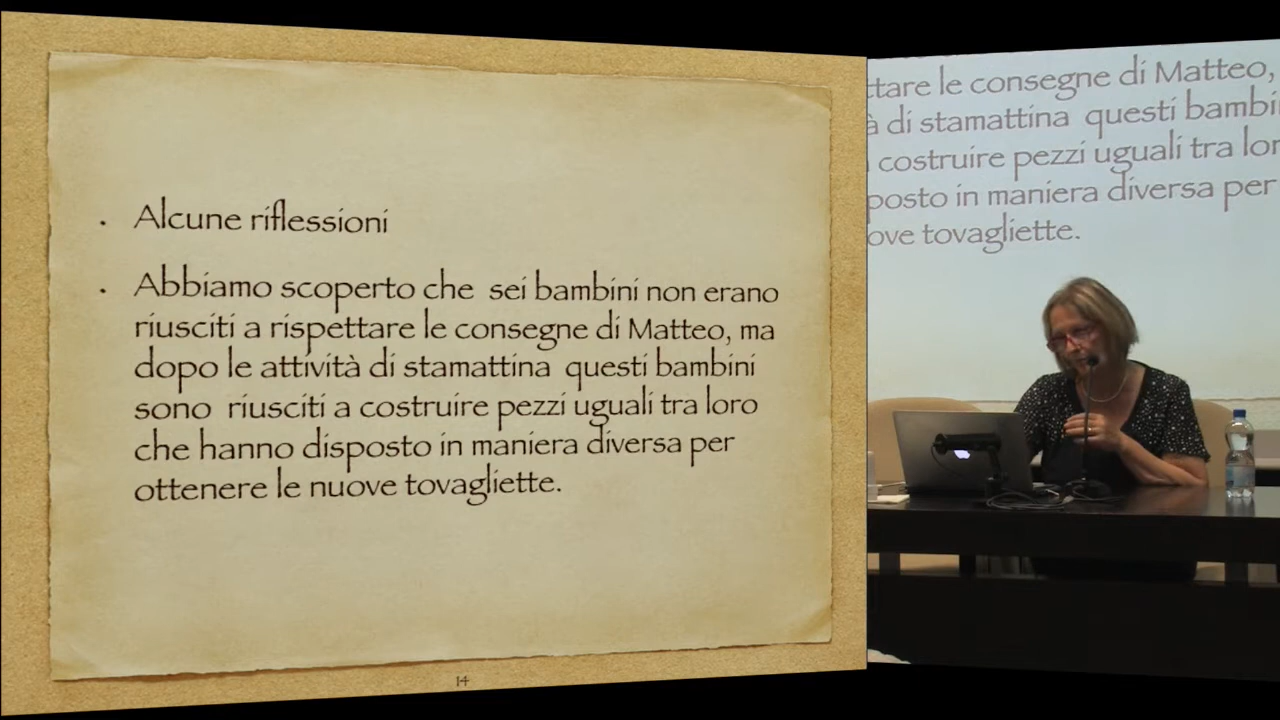 Alcune riflessioni
Abbiamo scoperto che sei bambini non erano
riusciti a rispettare le consegne di Matteo, ma
dopo le attività di stamattina questi bambini
sono riusciti a costruire pezzi uguali tra loro
che hanno disposto in maniera diversa per
ottenere le nuove tovagliette.
14
ttare le consegne di Matteo,
à di stamattina questi bambi
costruire pezzi uguali tra lor
posto in maniera diversa per
ove tovagliette.